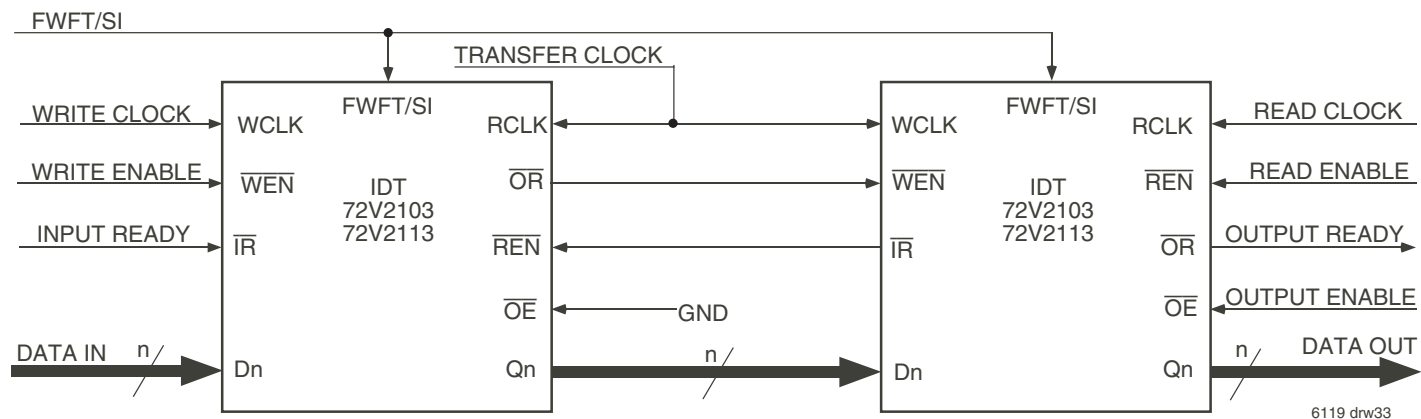 FWFT/SI
TRANSFER CLOCK
FWFT/SI
FWFT/SI
WRITE CLOCK
WCLK
RCLK
WCLK
RCLK
READ CLOCK
WRITE ENABLE
WEN
OR
WEN
REN
READ ENABLE
IDT
72V2103
72V2113
IDT
72V2103
72V2113
INPUT READY
IR
REN
IR
OR
OUTPUT READY
OE
GND
OE
OUTPUT ENABLE
DATA IN
n
Dn
Qn
n
Dn
Qn
n
DATA OUT
6119 drw33